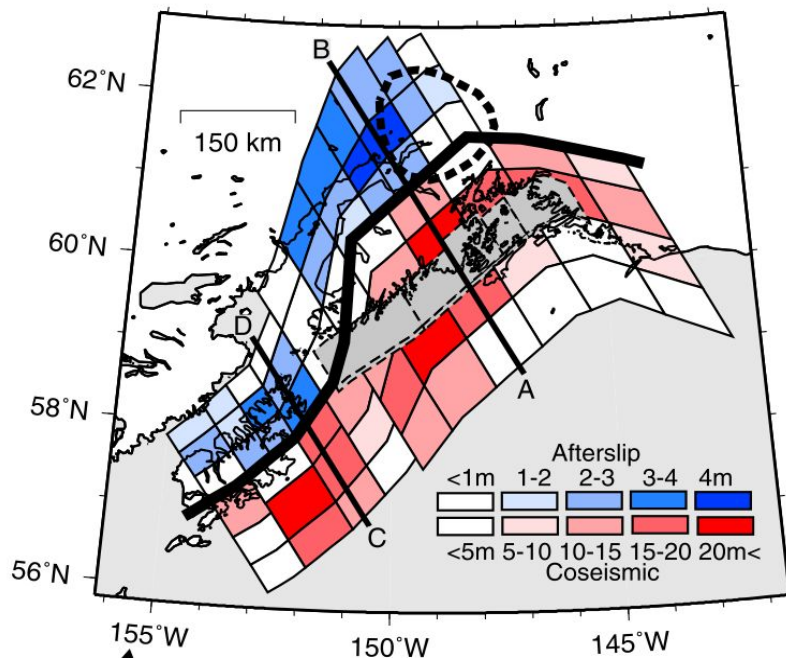 62°N
60°N
58°N
56°N
155°W
150°W
145°W
150 km
B
D
A
C
Afterslip
<1m 1-2 2-3 3-4 4m
<5m 5-10 10-15 15-20 20m<
Coseismic